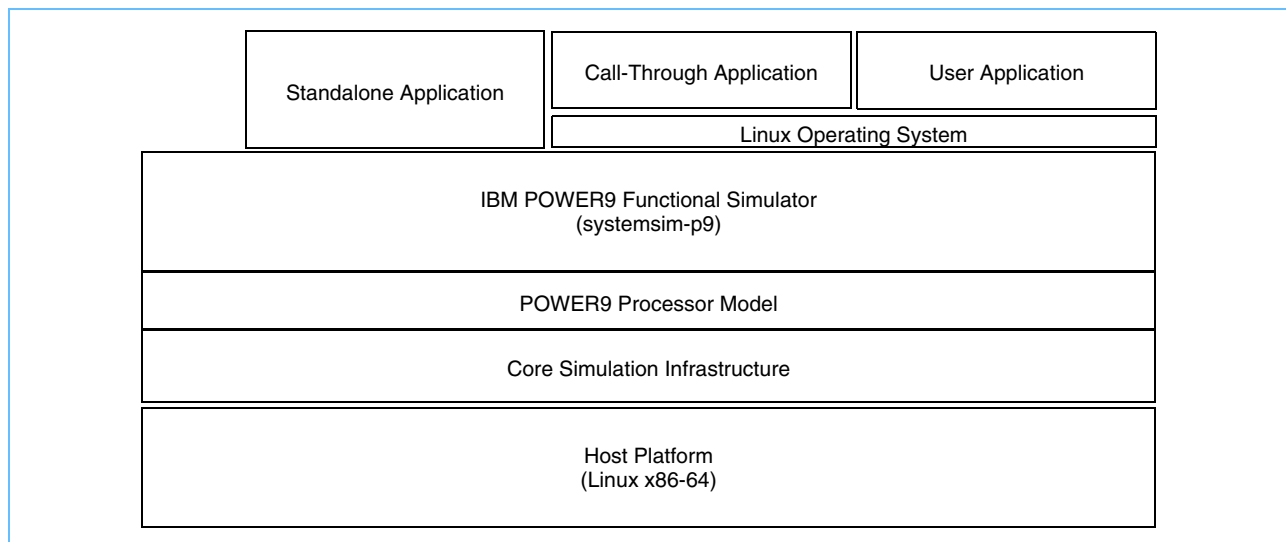 Standalone Application
Call-Through Application
User Application
Linux Operating System
IBM POWER9 Functional Simulator
(systemsim-p9)
POWER9 Processor Model
Core Simulation Infrastructure
Host Platform
(Linux x86-64)